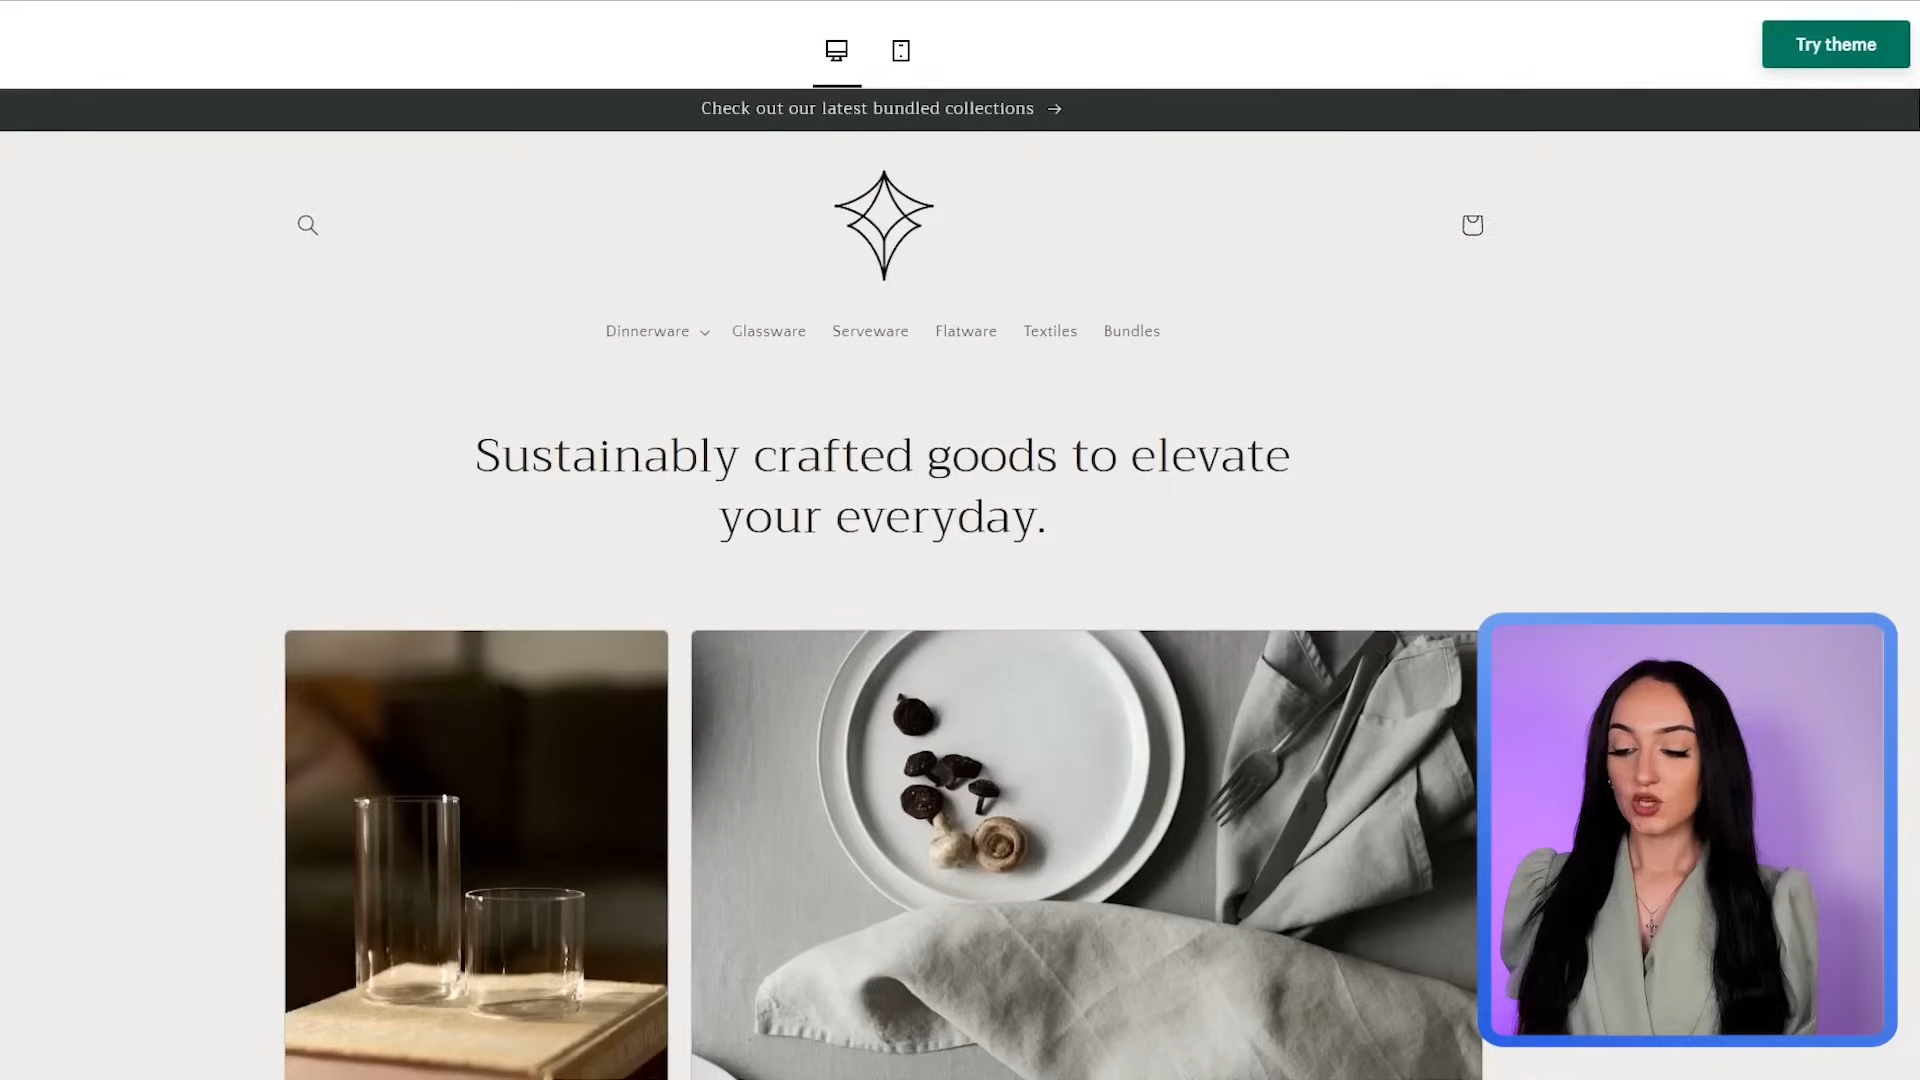 Try theme
Check out our latest bundled collections →
Dinnerware Glassware Serveware Flatware Textiles Bundles
Sustainably crafted goods to elevate
your everyday.